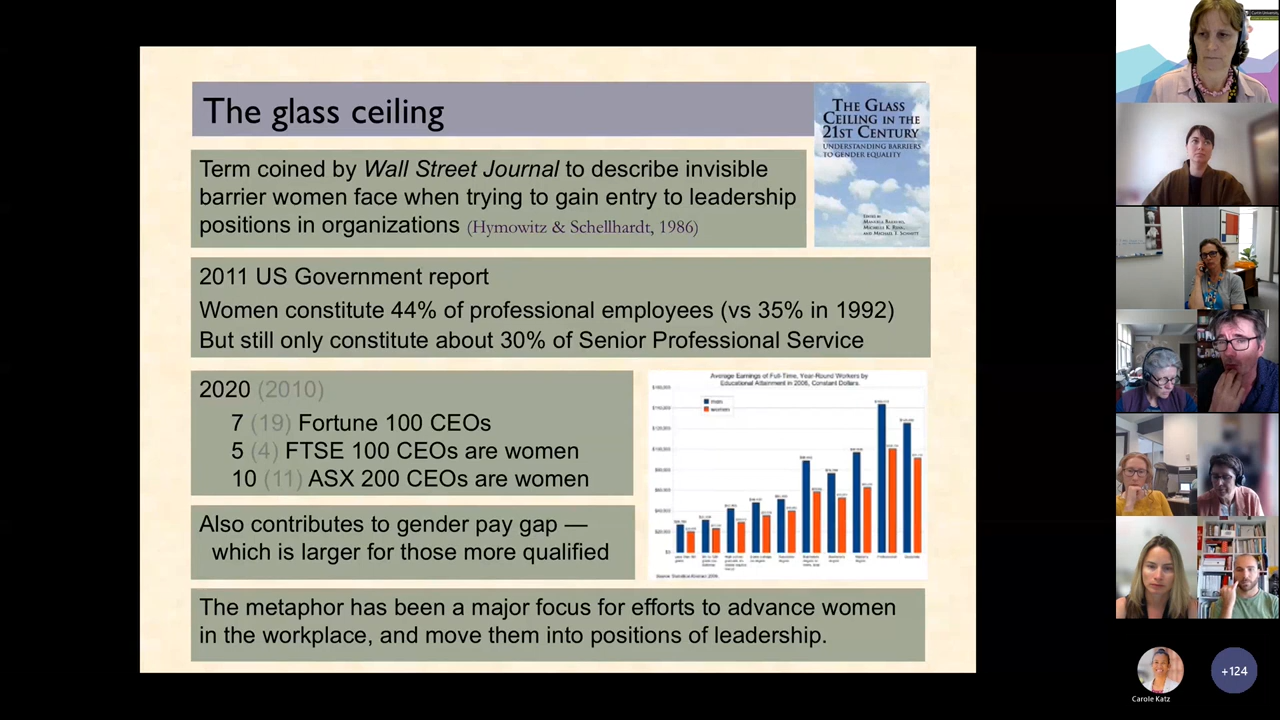 The glass ceiling
THE GLASS
CEILING IN THE
21ST CENTURY
UNDERSTANDING BARRIERS
TO GENDER EQUALITY
EDITED BY
Term coined by Wall Street Journal to describe invisible
barrier women face when trying to gain entry to leadership
positions in organizations (Hymowitz & Schellhardt, 1986)
2011 US Government report
Women constitute 44% of professional employees (vs 35% in 1992)
But still only constitute about 30% of Senior Professional Service
2020 (2010)
7 (19) Fortune 100 CEOs
5 (4) FTSE 100 CEOs are women
10 (11) ASX 200 CEOs are women
Average Earnings of Full-Time, Year-Round Workers by
Educational Attainment in 2006, Constant Dollars.
men
women
Also contributes to gender pay gap —
which is larger for those more qualified
The metaphor has been a major focus for efforts to advance women
in the workplace, and move them into positions of leadership.
Carole Katz
+124